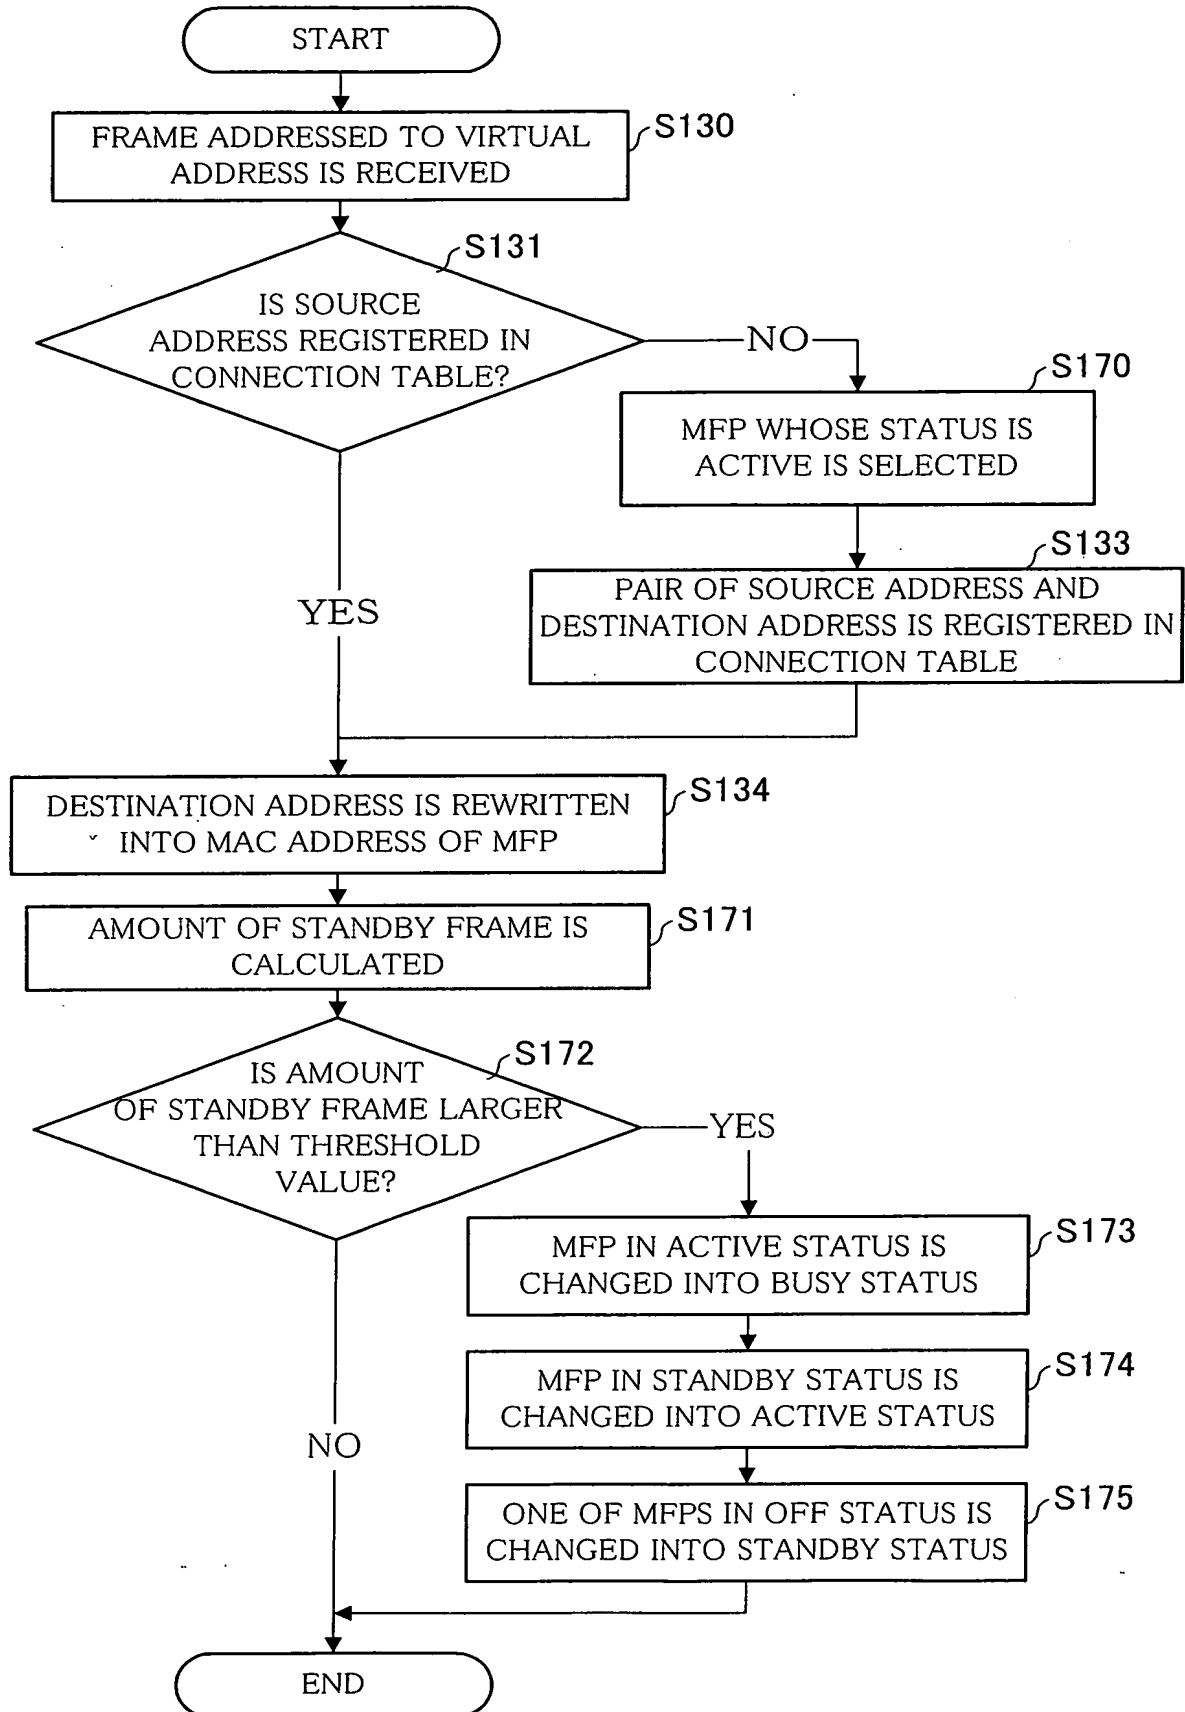 START
FRAME ADDRESSED TO VIRTUAL
ADDRESS IS RECEIVED
S130
S131
IS SOURCE
ADDRESS REGISTERED IN
CONNECTION TABLE?
NO
S170
MFP WHOSE STATUS IS
ACTIVE IS SELECTED
S133
PAIR OF SOURCE ADDRESS AND
DESTINATION ADDRESS IS REGISTERED IN
CONNECTION TABLE
YES
S134
DESTINATION ADDRESS IS REWRITTEN
INTO MAC ADDRESS OF MFP
S171
AMOUNT OF STANDBY FRAME IS
CALCULATED
S172
IS AMOUNT
OF STANDBY FRAME LARGER
THAN THRESHOLD
VALUE?
YES
S173
MFP IN ACTIVE STATUS IS
CHANGED INTO BUSY STATUS
S174
MFP IN STANDBY STATUS IS
CHANGED INTO ACTIVE STATUS
NO
S175
ONE OF MFPS IN OFF STATUS IS
CHANGED INTO STANDBY STATUS
END